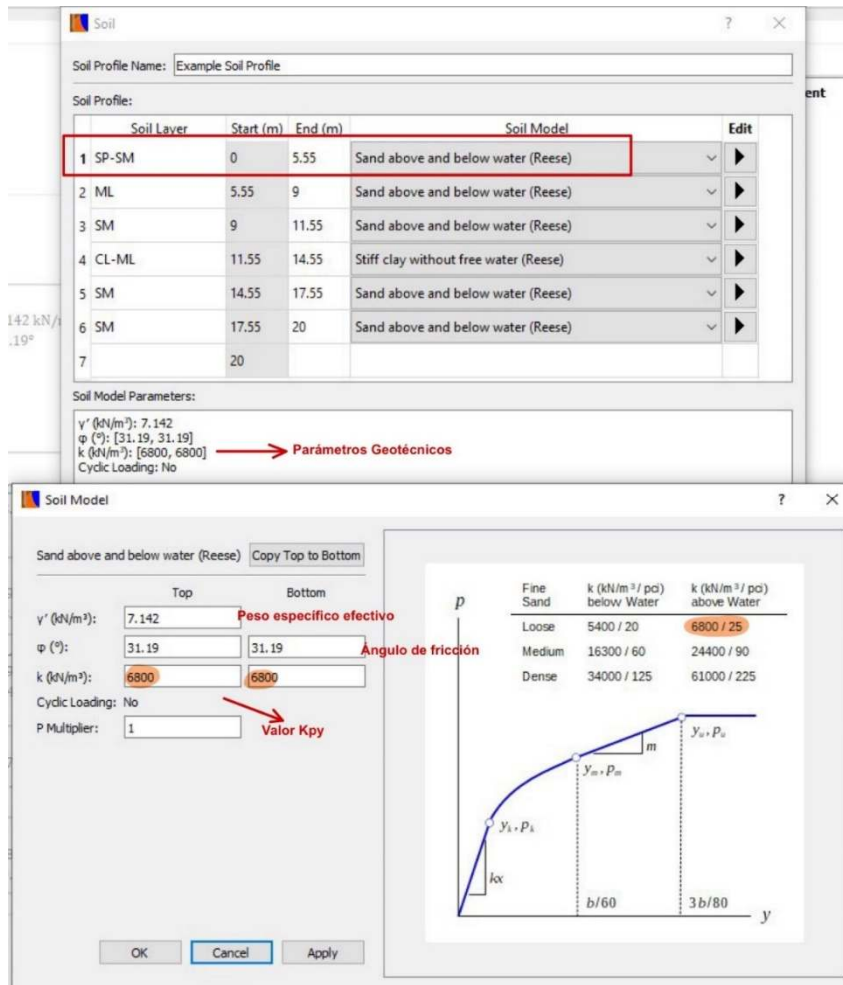 Soil ? ×
ent
Soil Profile Name: Example Soil Profile
Soil Profile:
Soil Layer Start (m) End (m) Soil Model Edit
1 SP-SM 0 5.55 Sand above and below water (Reese)
2 ML 5.55 9 Sand above and below water (Reese)
3 SM 9 11.55 Sand above and below water (Reese)
4 CL-ML 11.55 14.55 Stiff clay without free water (Reese)
5 SM 14.55 17.55 Sand above and below water (Reese)
142 kN/
.19°
6 SM 17.55 20 Sand above and below water (Reese)
7 20
Soil Model Parameters:
γ' (kN/m³): 7.142
φ (°): [31.19, 31.19]
k (kN/m³): [6800, 6800] Parámetros Geotécnicos
Cyclic Loading: No
Soil Model ? ×
Sand above and below water (Reese) Copy Top to Bottom
Top Bottom
γ' (kN/m³): 7.142 Peso específico efectivo
φ (°): 31.19 31.19 Ángulo de fricción
k (kN/m³): 6800 6800
Cyclic Loading: No
P Multiplier: 1 Valor Kpy
Fine Sand k (kN/m³/ pci) below Water k (kN/m³/ pci) above Water
Loose 5400 / 20 6800 / 25
Medium 16300 / 60 24400 / 90
Dense 34000 / 125 61000 / 225
p
yᵤ, pᵤ
m
yₘ, pₘ
yₖ, pₖ
kx
b/60 3b/80
y
OK Cancel Apply